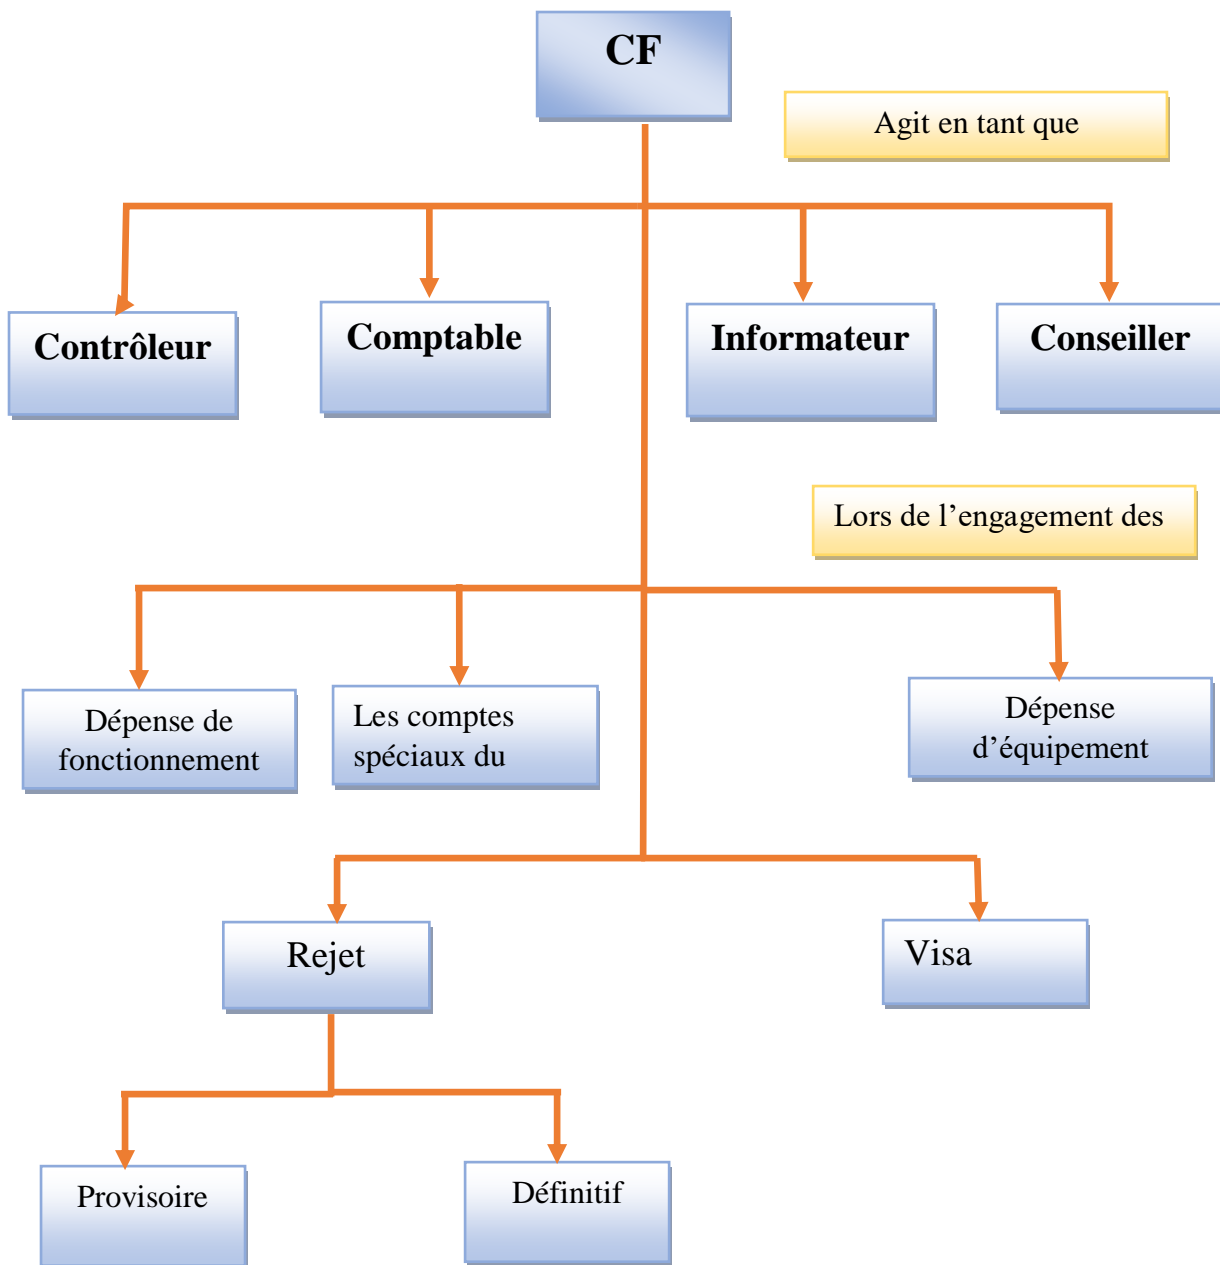 CF
Agit en tant que
Contrôleur
Comptable
Informateur
Conseiller
Lors de l’engagement des
Dépense de
fonctionnement
Les comptes
spéciaux du
Dépense
d’équipement
Rejet
Visa
Provisoire
Définitif